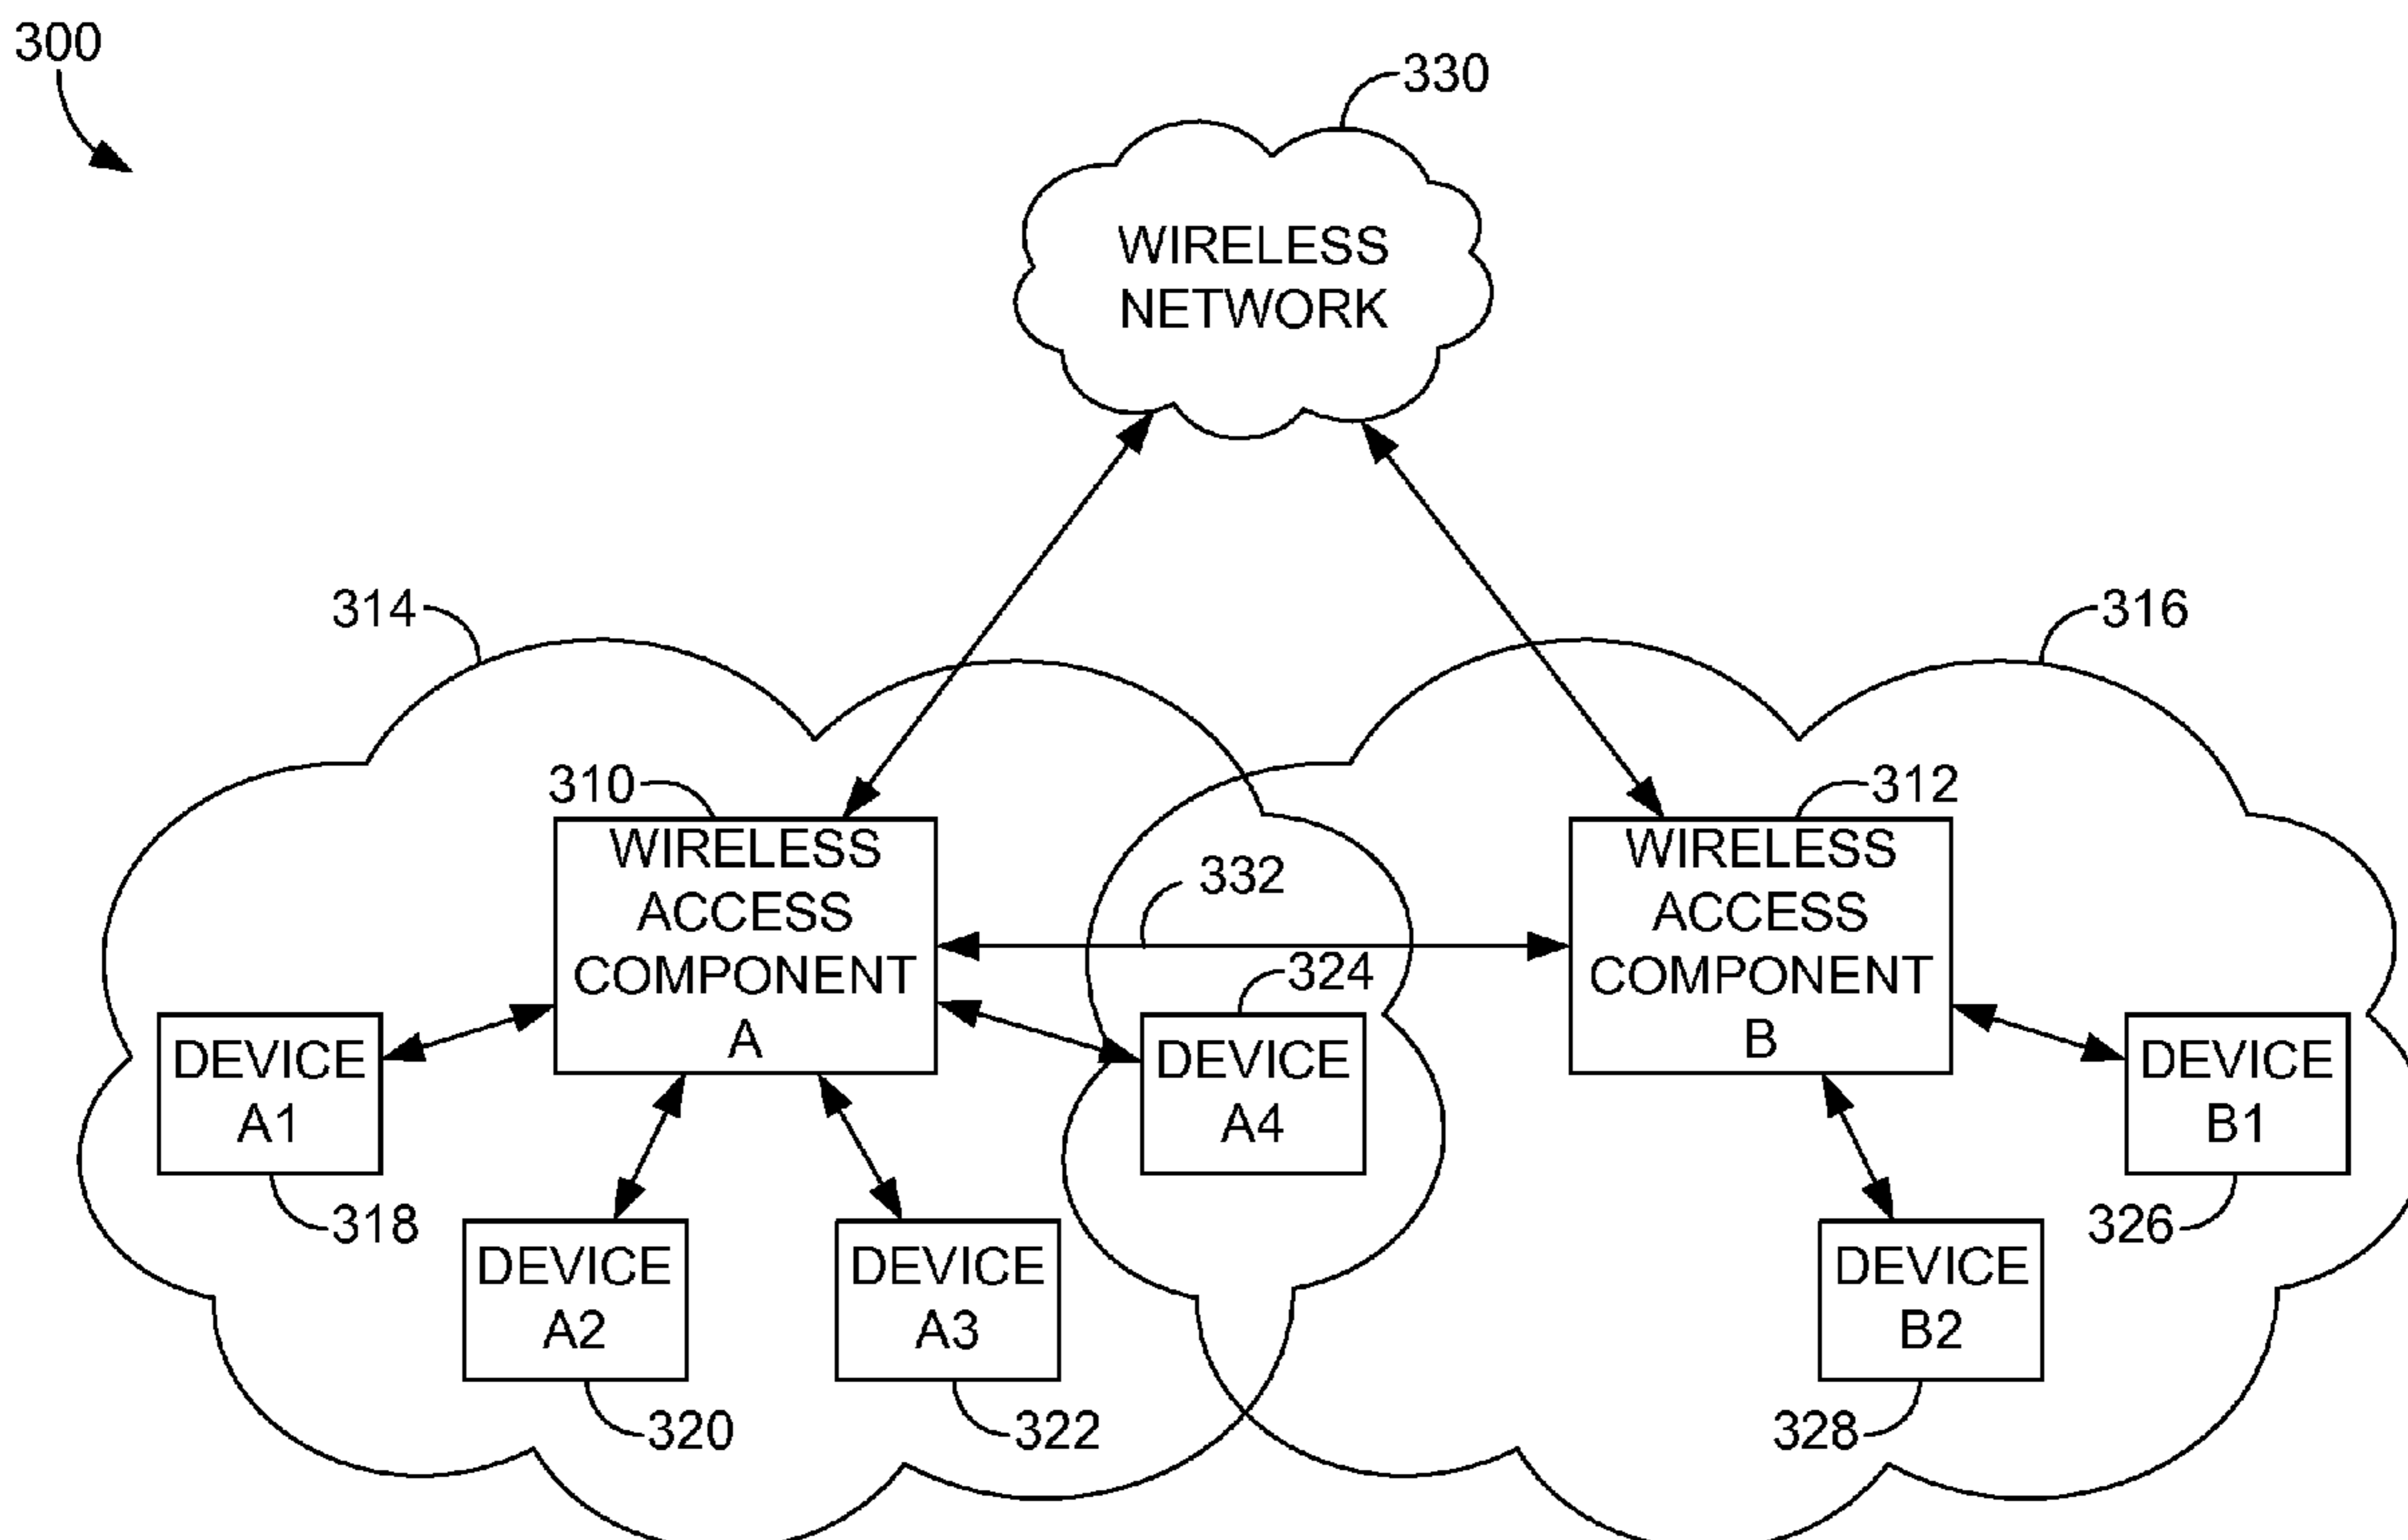 300
330
WIRELESS
NETWORK
314
316
310
312
WIRELESS
ACCESS
COMPONENT
A
332
WIRELESS
ACCESS
COMPONENT
B
324
DEVICE
A1
DEVICE
A4
DEVICE
B1
318
326
DEVICE
A2
DEVICE
A3
DEVICE
B2
320
322
328